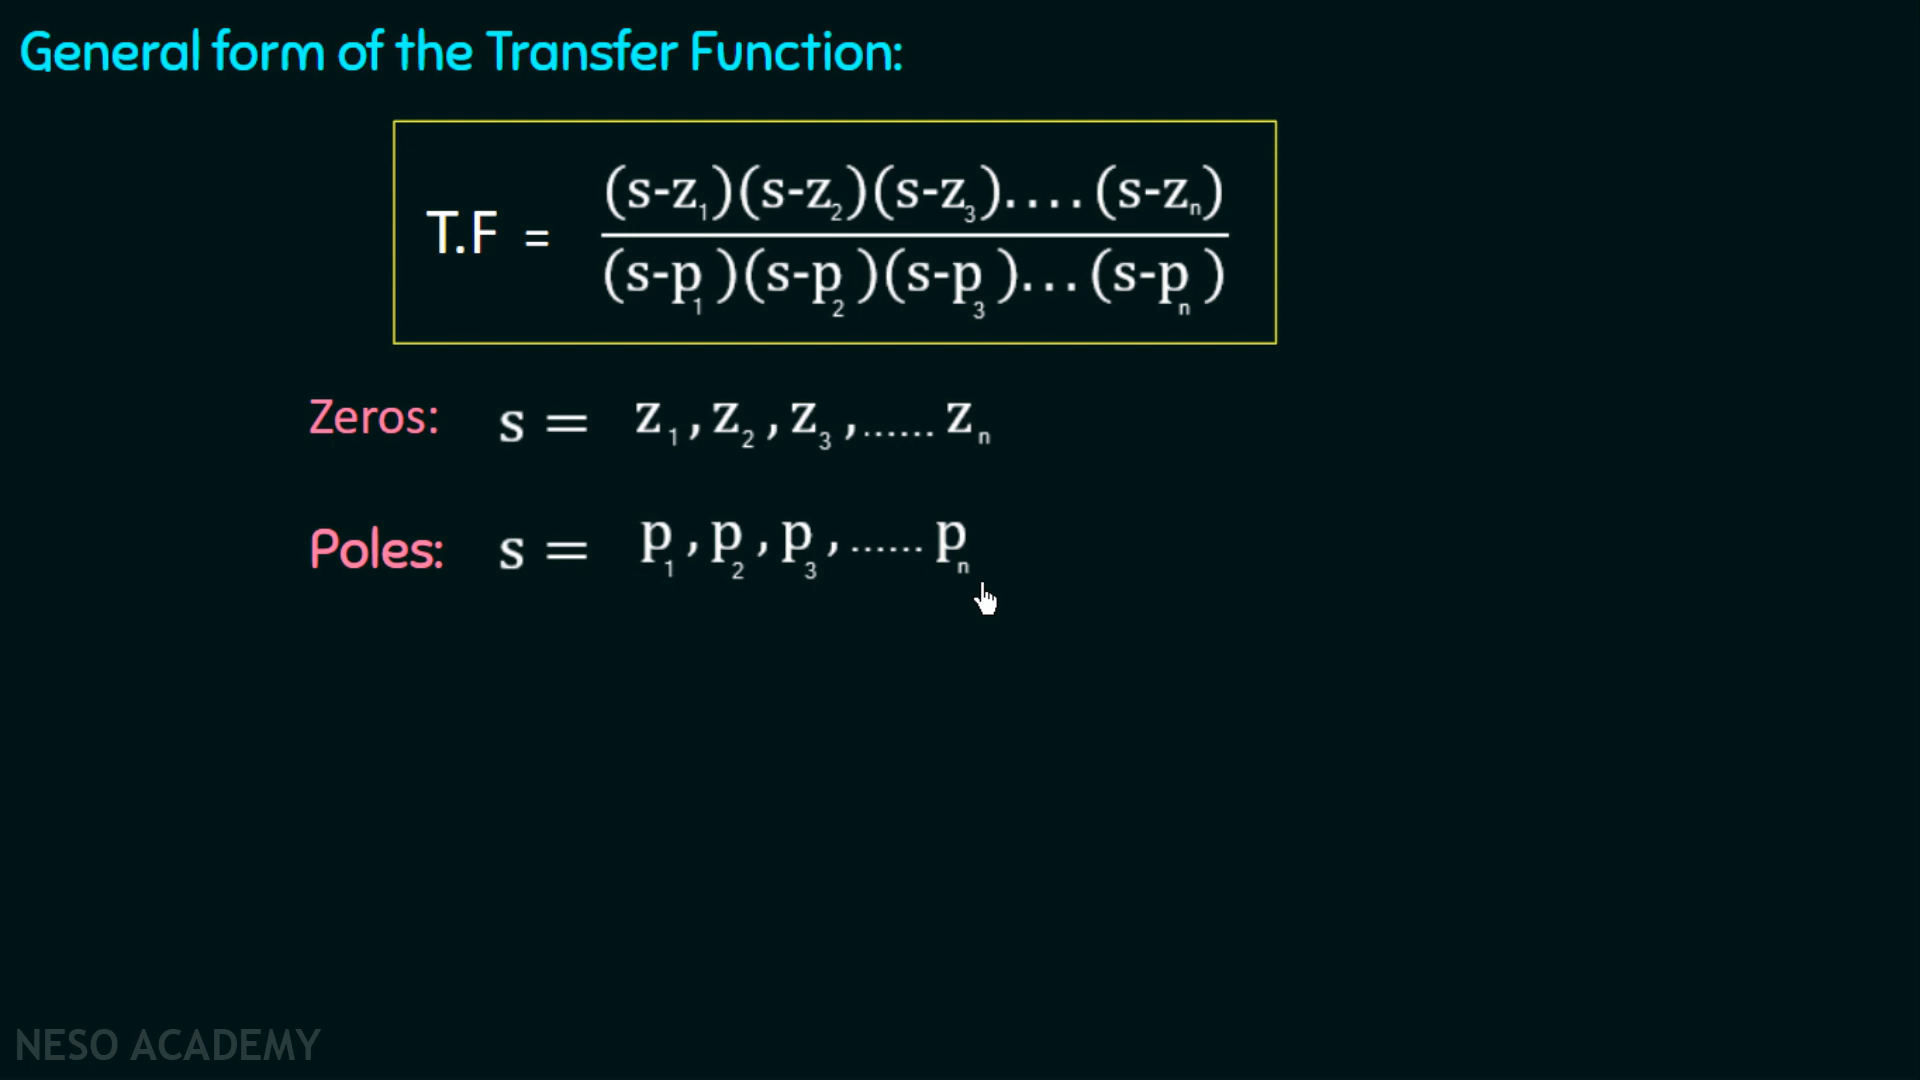 General form of the Transfer Function:
T.F = (s-z₁)(s-z₂)(s-z₃)....(s-zₙ)
(s-p₁)(s-p₂)(s-p₃)...(s-pₙ)
Zeros: s = z₁,z₂,z₃,......zₙ
Poles: s = p₁,p₂,p₃,......pₙ
NESO ACADEMY